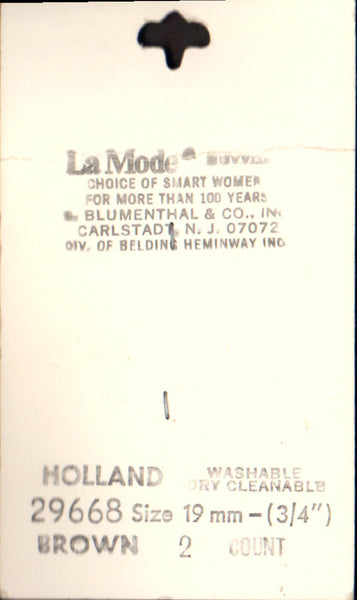 La Mode®
CHOICE OF SMART WOMEN
FOR MORE THAN 100 YEARS
B. BLUMENTHAL & CO., INC
CARLSTADT, N. J. 07072
DIV. OF BELDING HEMINWAY INC
HOLLAND WASHABLE
DRY CLEANABLE
29668 Size 19 mm - (3/4")
BROWN 2 COUNT